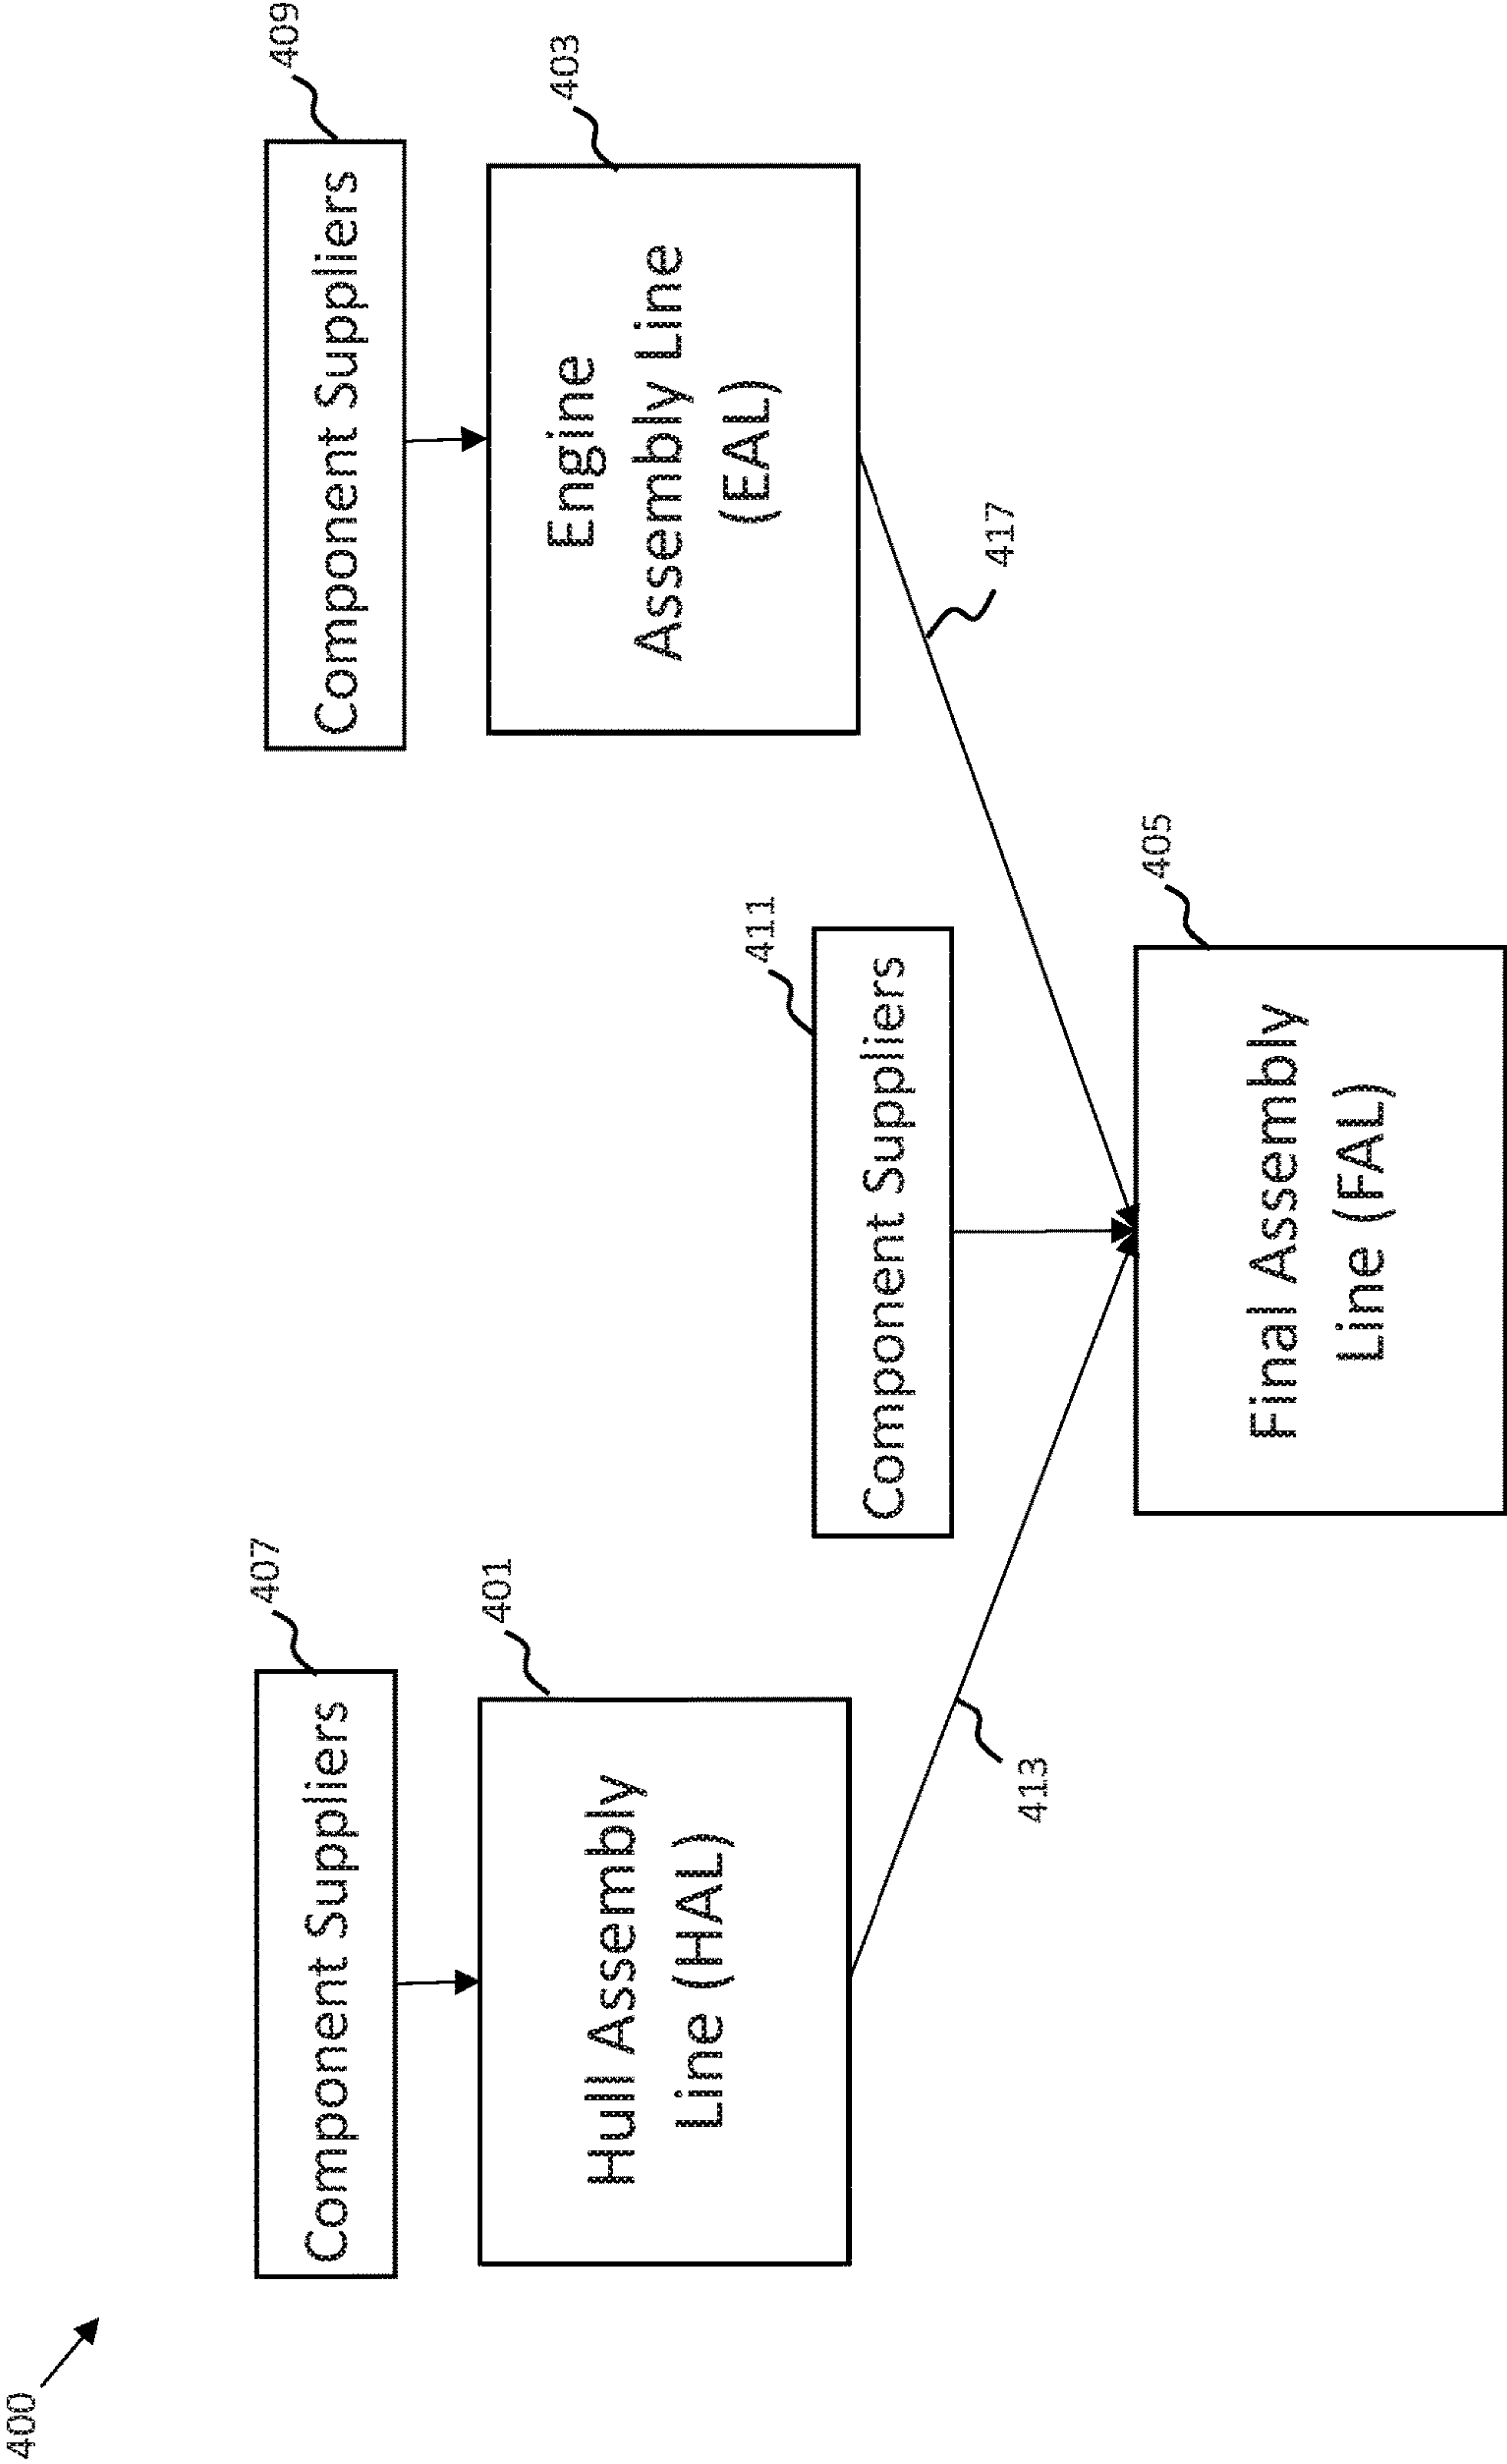 400
407
Component Suppliers
401
Hull Assembly
Line (HAL)
413
411
Component Suppliers
405
Final Assembly
Line (FAL)
409
Component Suppliers
403
Engine
Assembly Line
(EAL)
417